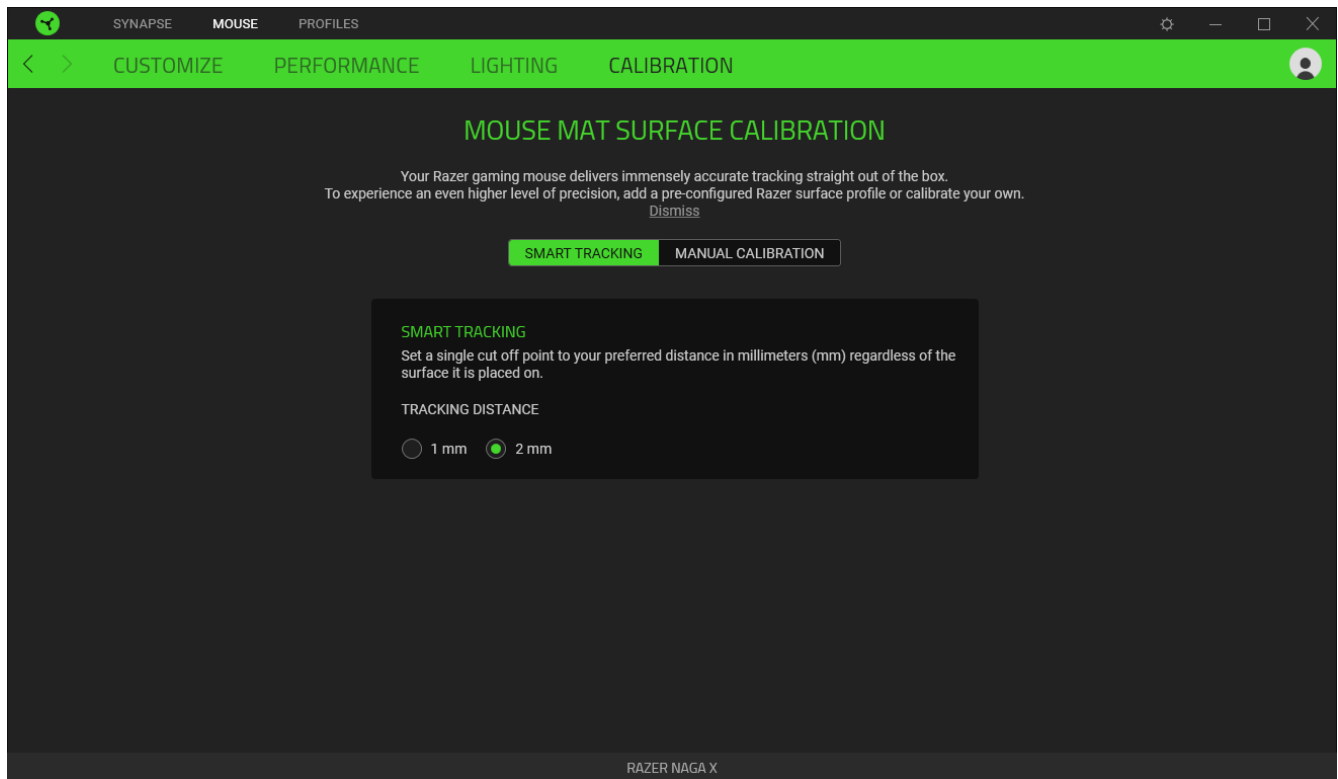 SYNAPSE MOUSE PROFILES
CUSTOMIZE PERFORMANCE LIGHTING CALIBRATION
MOUSE MAT SURFACE CALIBRATION
Your Razer gaming mouse delivers immensely accurate tracking straight out of the box.
To experience an even higher level of precision, add a pre-configured Razer surface profile or calibrate your own.
Dismiss
SMART TRACKING MANUAL CALIBRATION
SMART TRACKING
Set a single cut off point to your preferred distance in millimeters (mm) regardless of the
surface it is placed on.
TRACKING DISTANCE
1 mm 2 mm
RAZER NAGA X